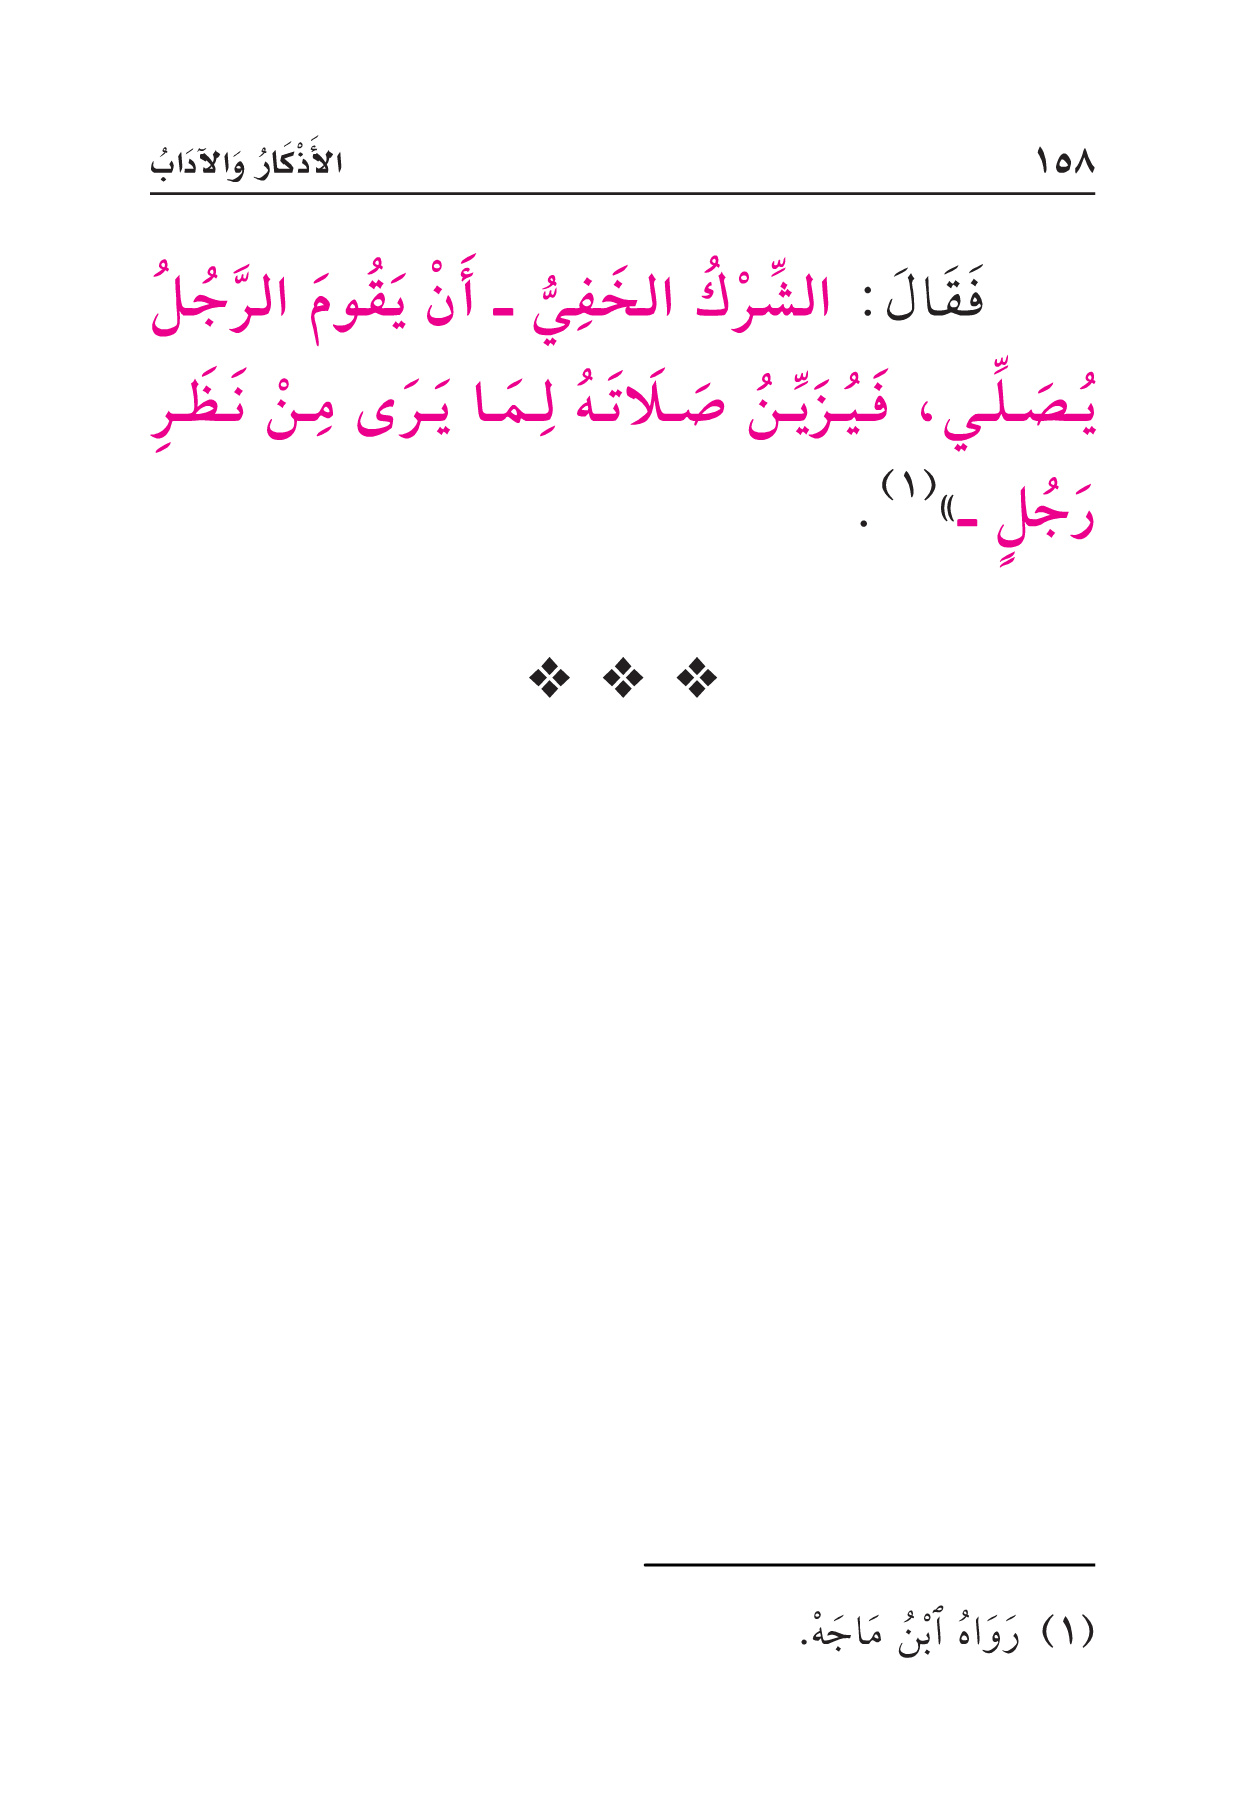 ١٥٨ الأَذْكَارُ وَالآدَابُ
فَقَالَ: الشِّرْكُ الخَفِيُّ ـ أَنْ يَقُومَ الرَّجُلُ
يُصَلِّي، فَيُزَيِّنُ صَلَاتَهُ لِمَا يَرَى مِنْ نَظَرِ
رَجُلٍ ـ»(١).
(١) رَوَاهُ ٱبْنُ مَاجَهْ.